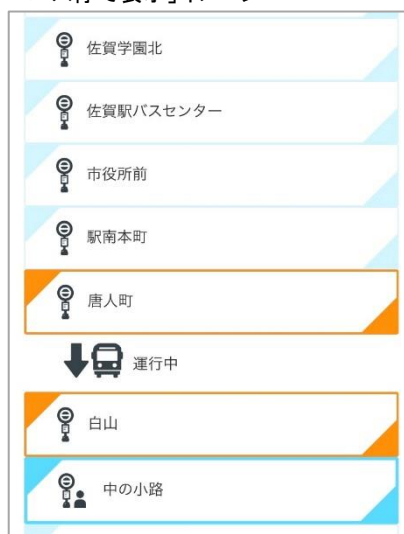 佐賀学園北
佐賀駅バスセンター
市役所前
駅南本町
唐人町
運行中
白山
中の小路